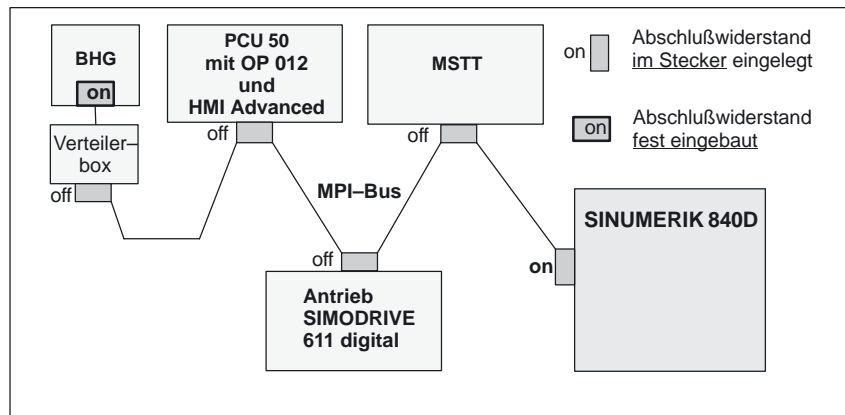 BHG
on
Verteiler–
box
off
PCU 50
mit OP 012
und
HMI Advanced
off
MSTT
off
on
Abschlußwiderstand
im Stecker eingelegt
on
Abschlußwiderstand
fest eingebaut
MPI–Bus
off
Antrieb
SIMODRIVE
611 digital
on
SINUMERIK 840D